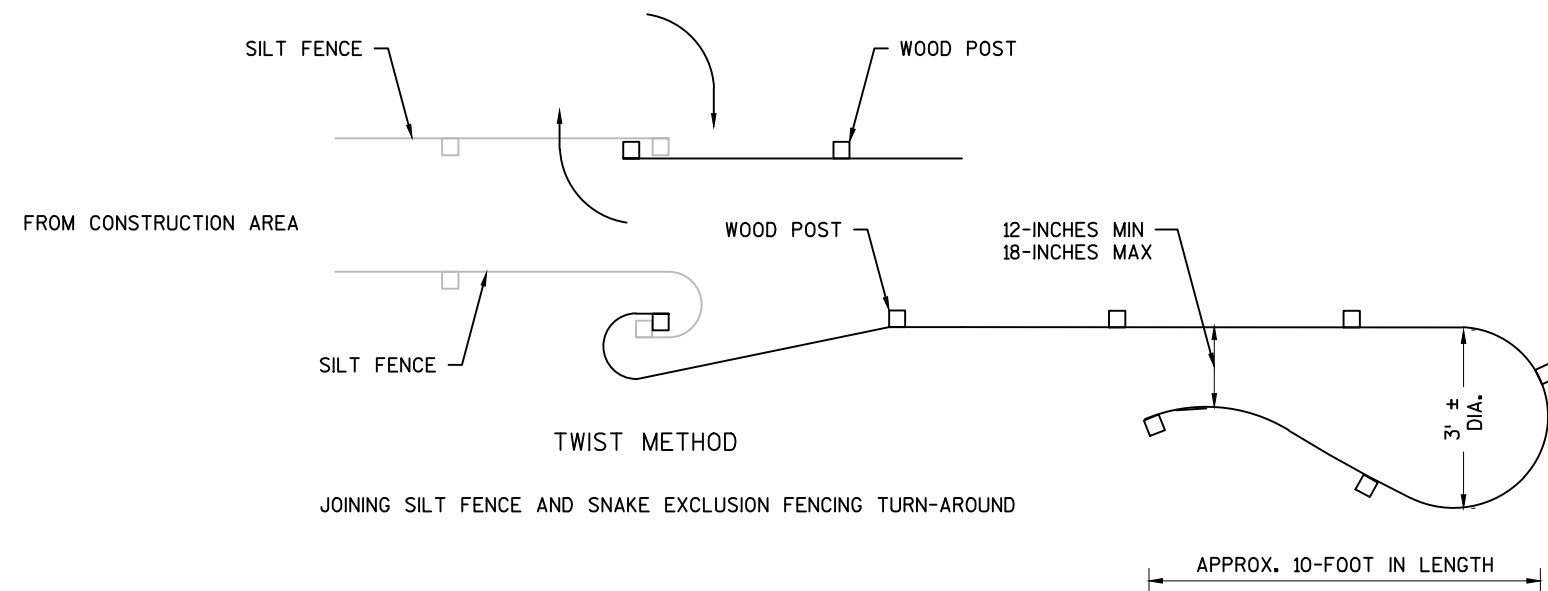 SILT FENCE
WOOD POST
FROM CONSTRUCTION AREA
WOOD POST
12-INCHES MIN
18-INCHES MAX
SILT FENCE
3' ±
DIA.
TWIST METHOD
JOINING SILT FENCE AND SNAKE EXCLUSION FENCING TURN-AROUND
APPROX. 10-FOOT IN LENGTH